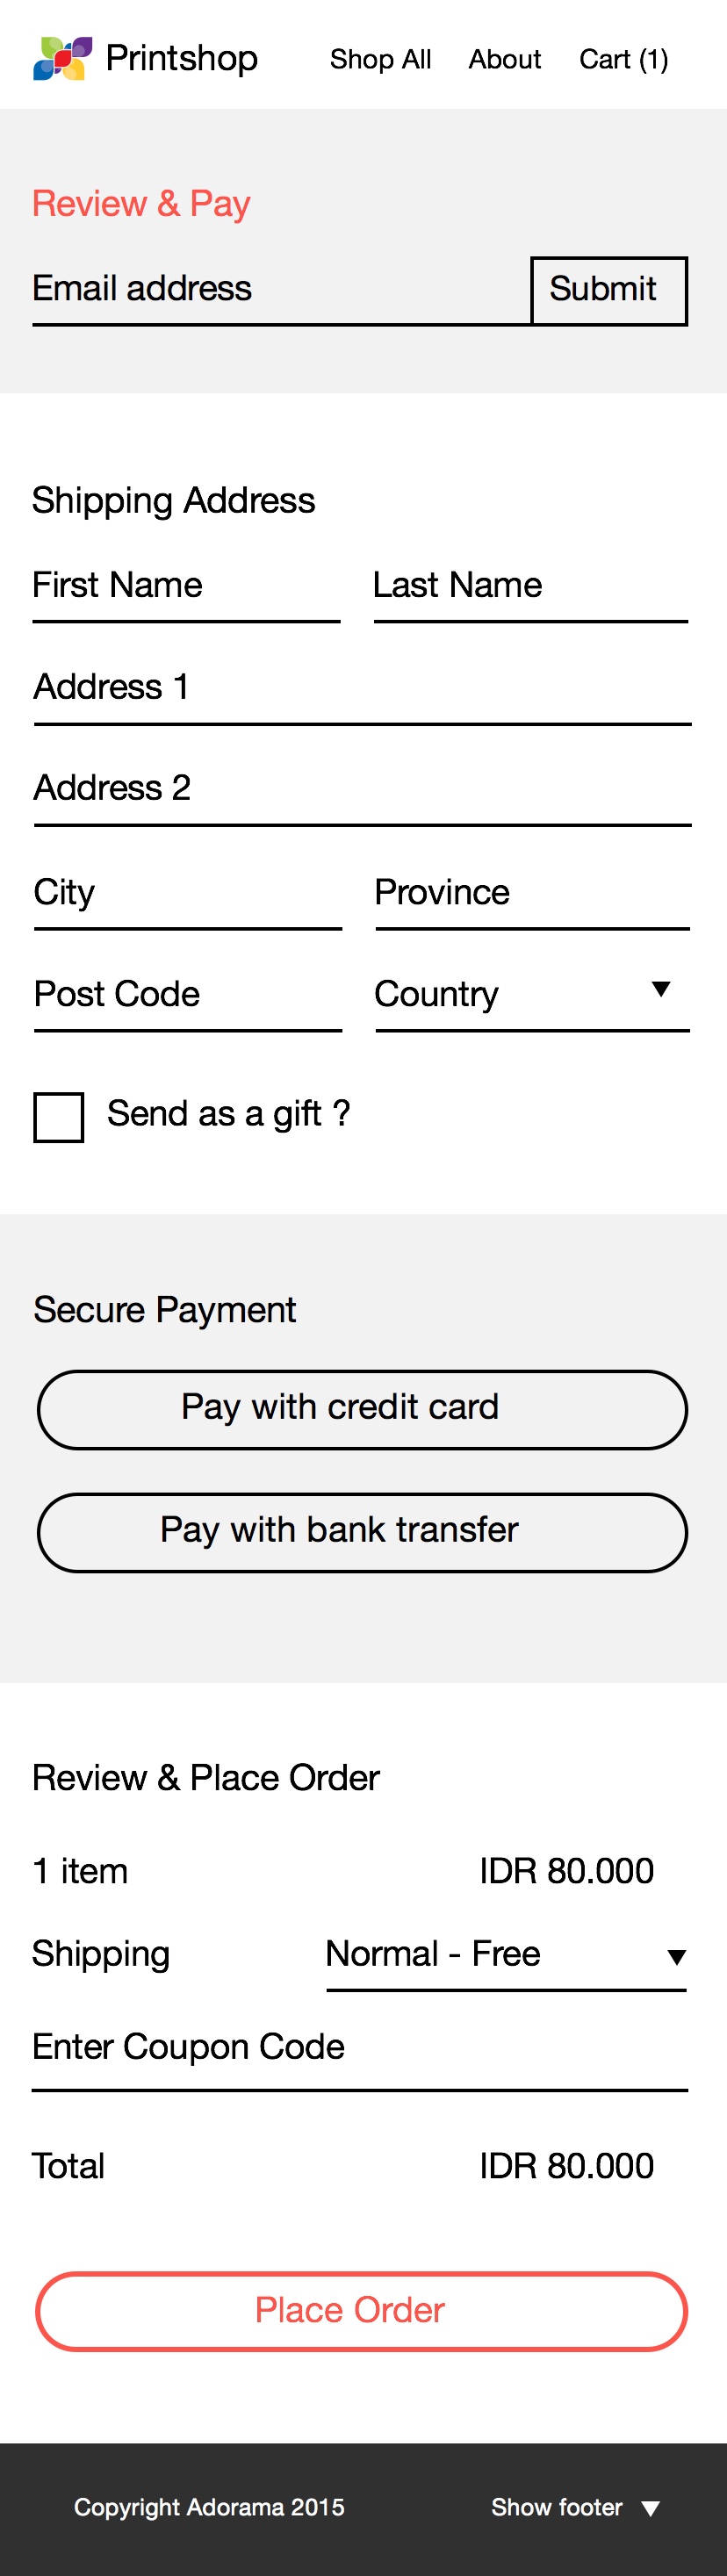 Printshop Shop All About Cart (1)
Review & Pay
Email address Submit
Shipping Address
First Name Last Name
Address 1
Address 2
City Province
Post Code Country
Send as a gift ?
Secure Payment
Pay with credit card
Pay with bank transfer
Review & Place Order
1 item IDR 80.000
Shipping Normal - Free
Enter Coupon Code
Total IDR 80.000
Place Order
Copyright Adorama 2015 Show footer